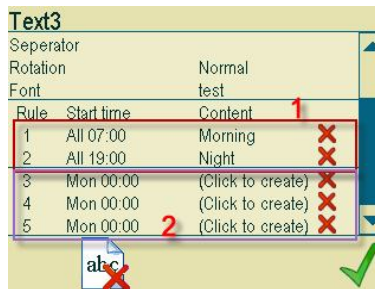 Text3
Seperator
Rotation Normal
Font test
Rule Start time Content 1
1 All 07:00 Morning
2 All 19:00 Night
3 Mon 00:00 (Click to create)
4 Mon 00:00 (Click to create)
5 Mon 00:00 2 (Click to create)
abc